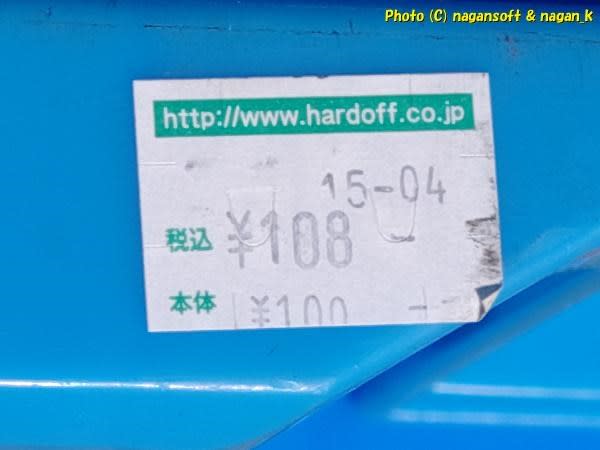 Photo (C) nagansoft & nagan_k
http://www.hardoff.co.jp
15-04
税込 ¥108
本体 ¥100